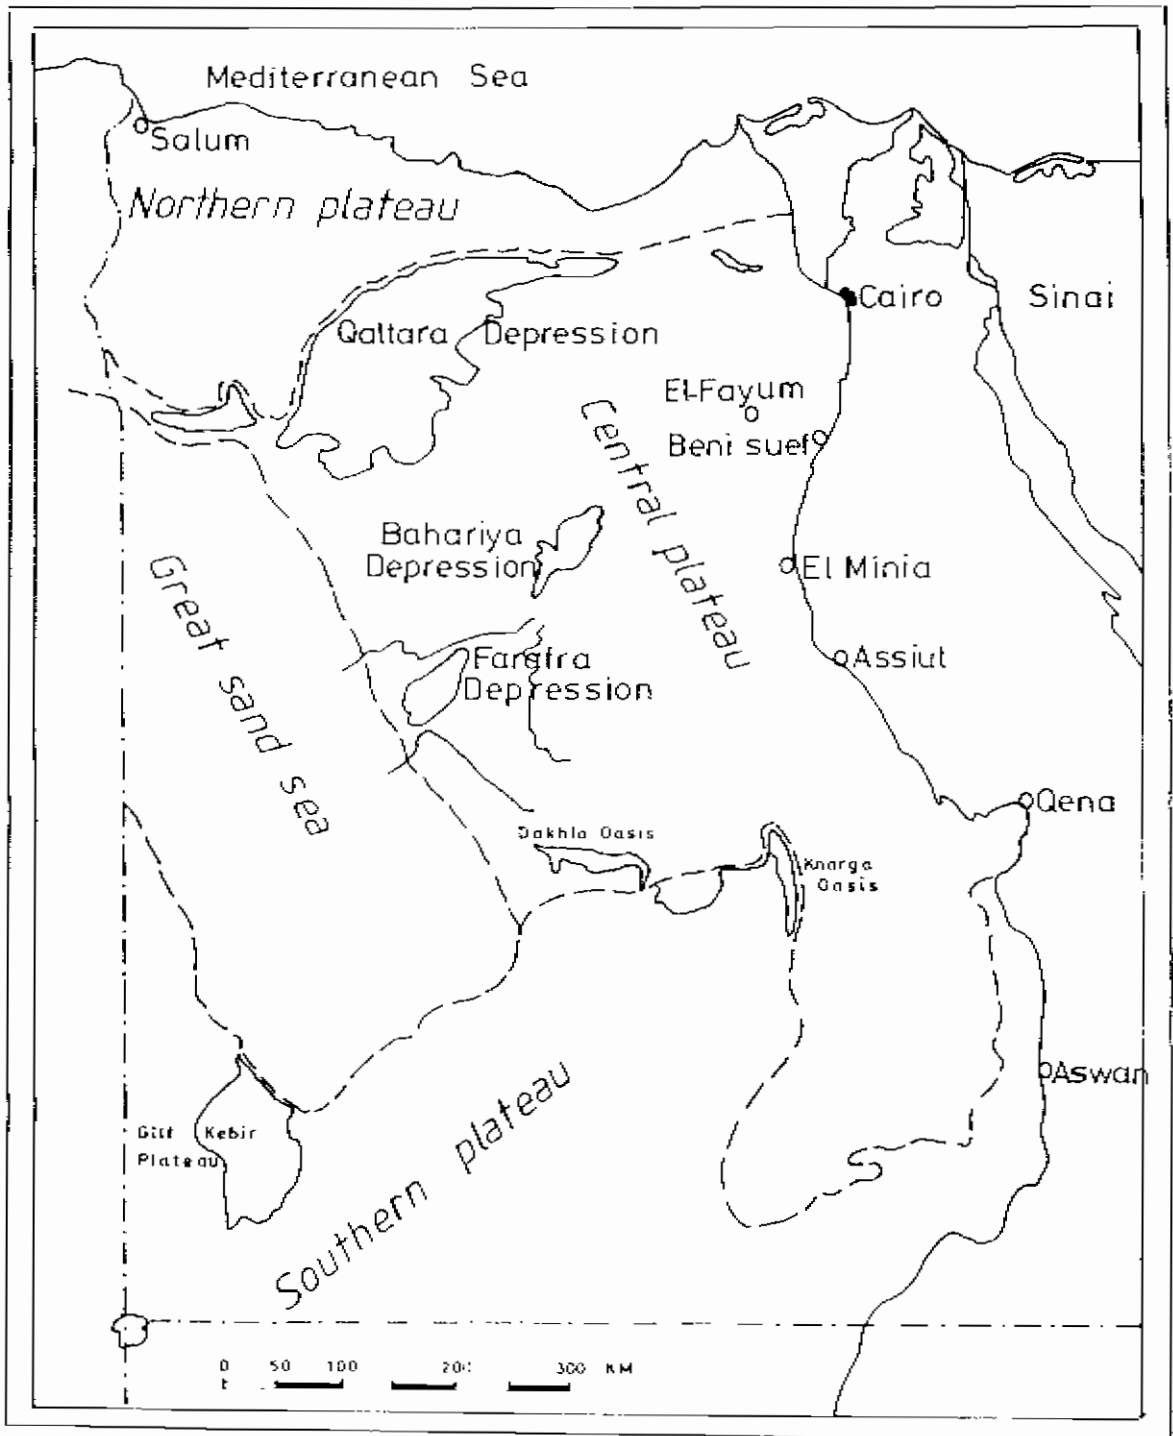 Mediterranean Sea
Salum
Northern plateau
Cairo
Sinai
Qattara Depression
El-Fayum
Beni suef
Central plateau
Bahariya
Depression
El Minia
Great sand sea
Farafra
Depression
Assiut
Qena
Dakhla Oasis
Kharga
Oasis
Aswan
Gilf Kebir
Plateau
Southern plateau
0 50 100 200 300 KM